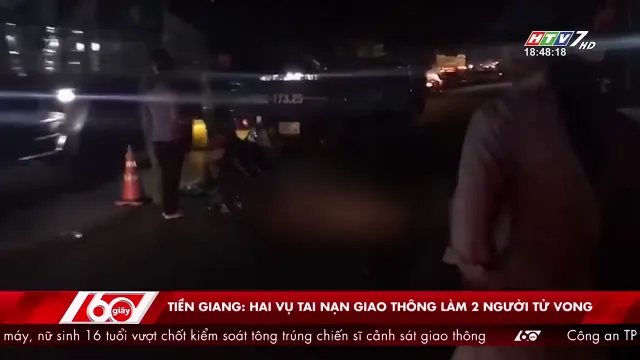 HTV7 HD
18:48:18
173.25
60 giây
TIỀN GIANG: HAI VỤ TAI NẠN GIAO THÔNG LÀM 2 NGƯỜI TỬ VONG
máy, nữ sinh 16 tuổi vượt chốt kiểm soát tông trúng chiến sĩ cảnh sát giao thông 60 Công an TP